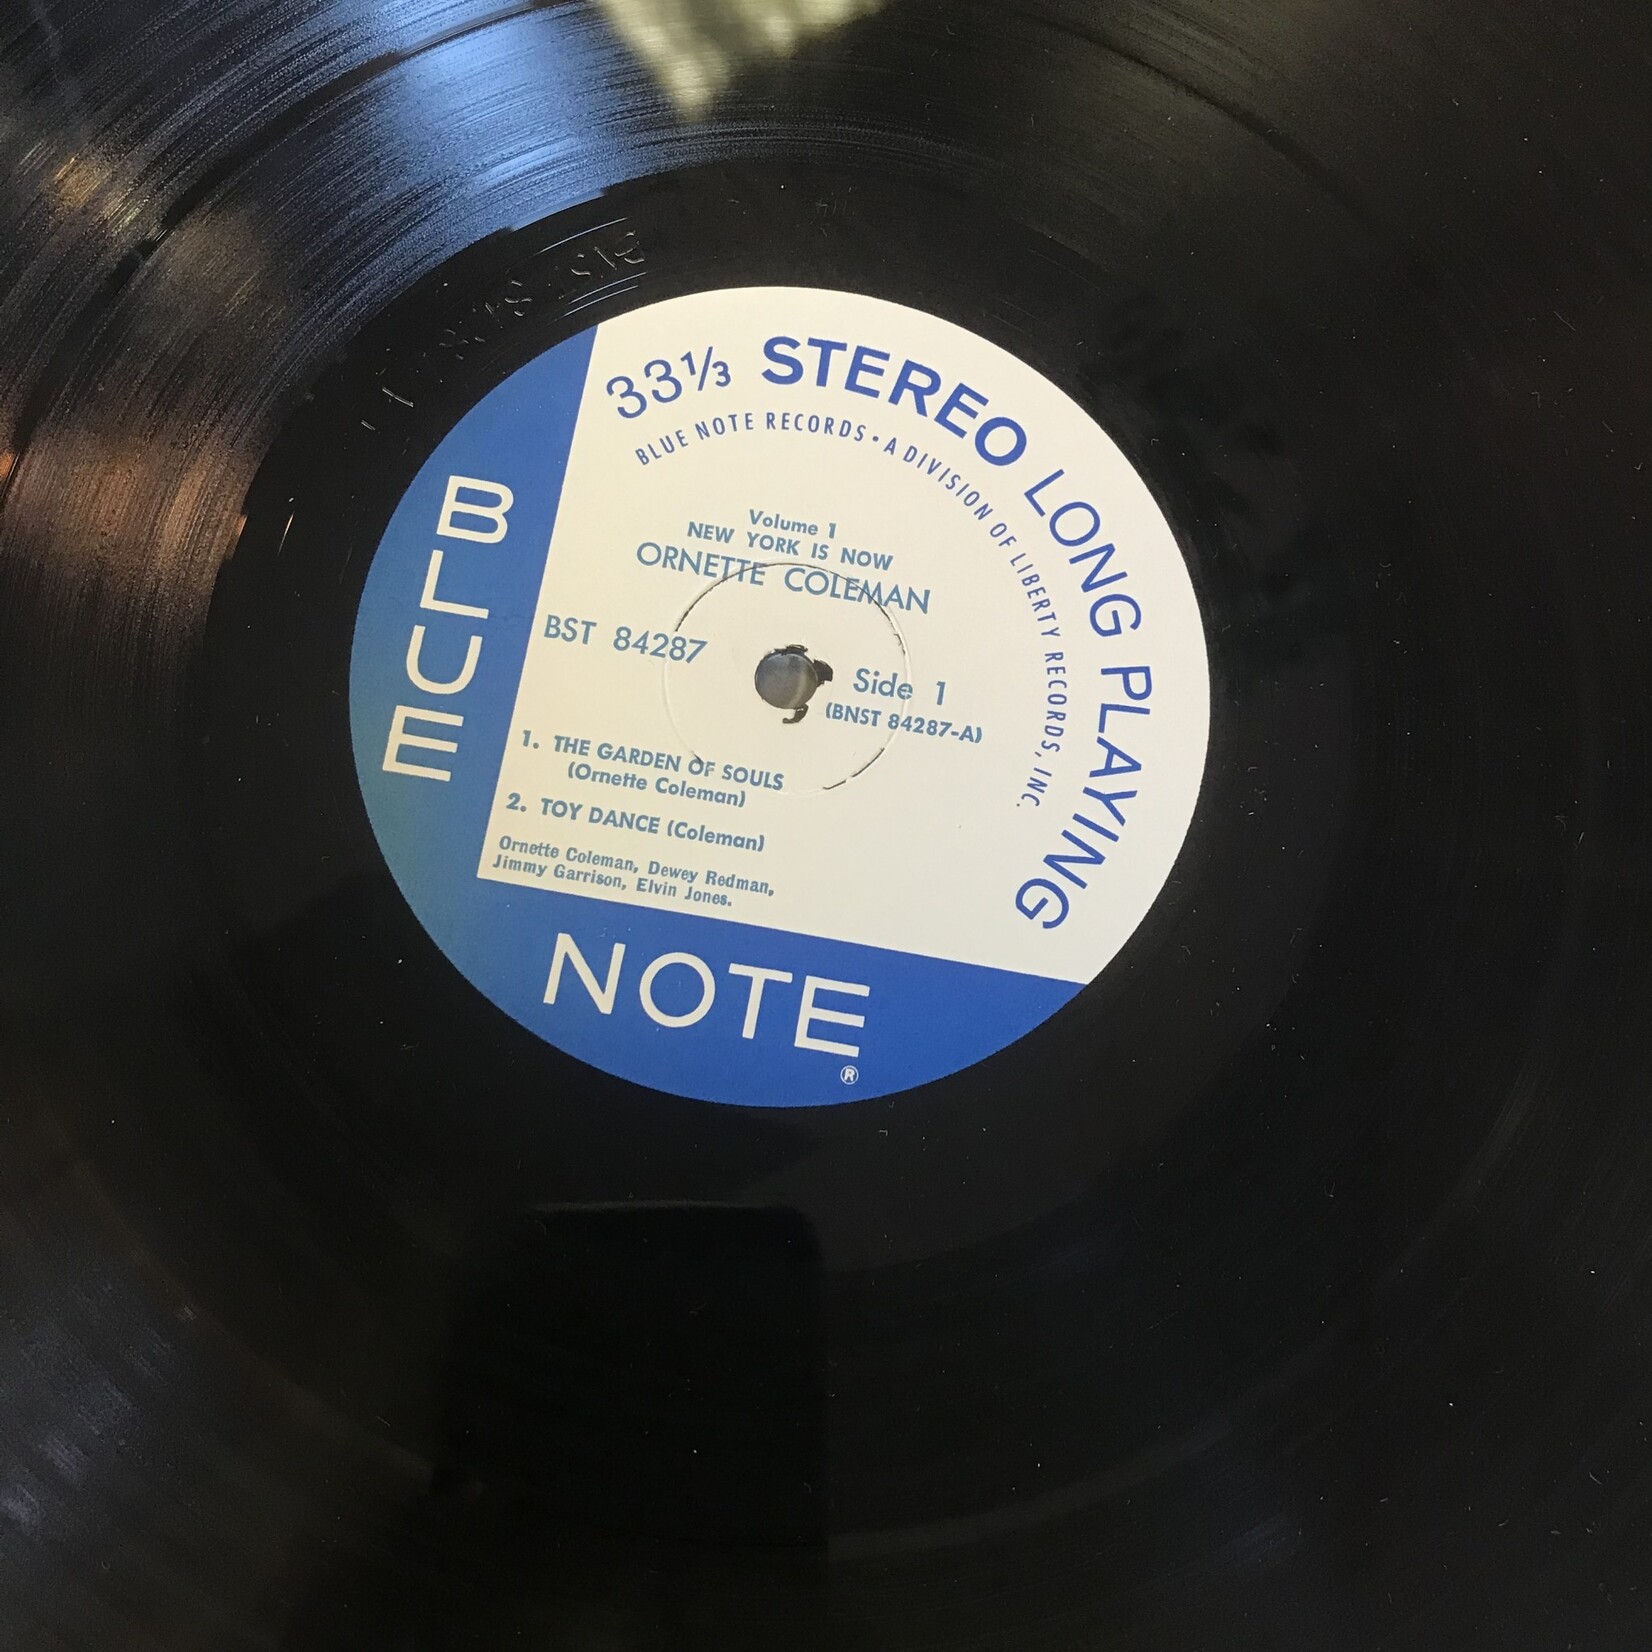 33⅓ STEREO LONG PLAYING
BLUE NOTE RECORDS • A DIVISION OF LIBERTY RECORDS, INC.
Volume 1
NEW YORK IS NOW
ORNETTE COLEMAN
BST 84287
Side 1
(BNST 84287-A)
1. THE GARDEN OF SOULS
(Ornette Coleman)
2. TOY DANCE (Coleman)
Ornette Coleman, Dewey Redman,
Jimmy Garrison, Elvin Jones.
BLUE
NOTE
®